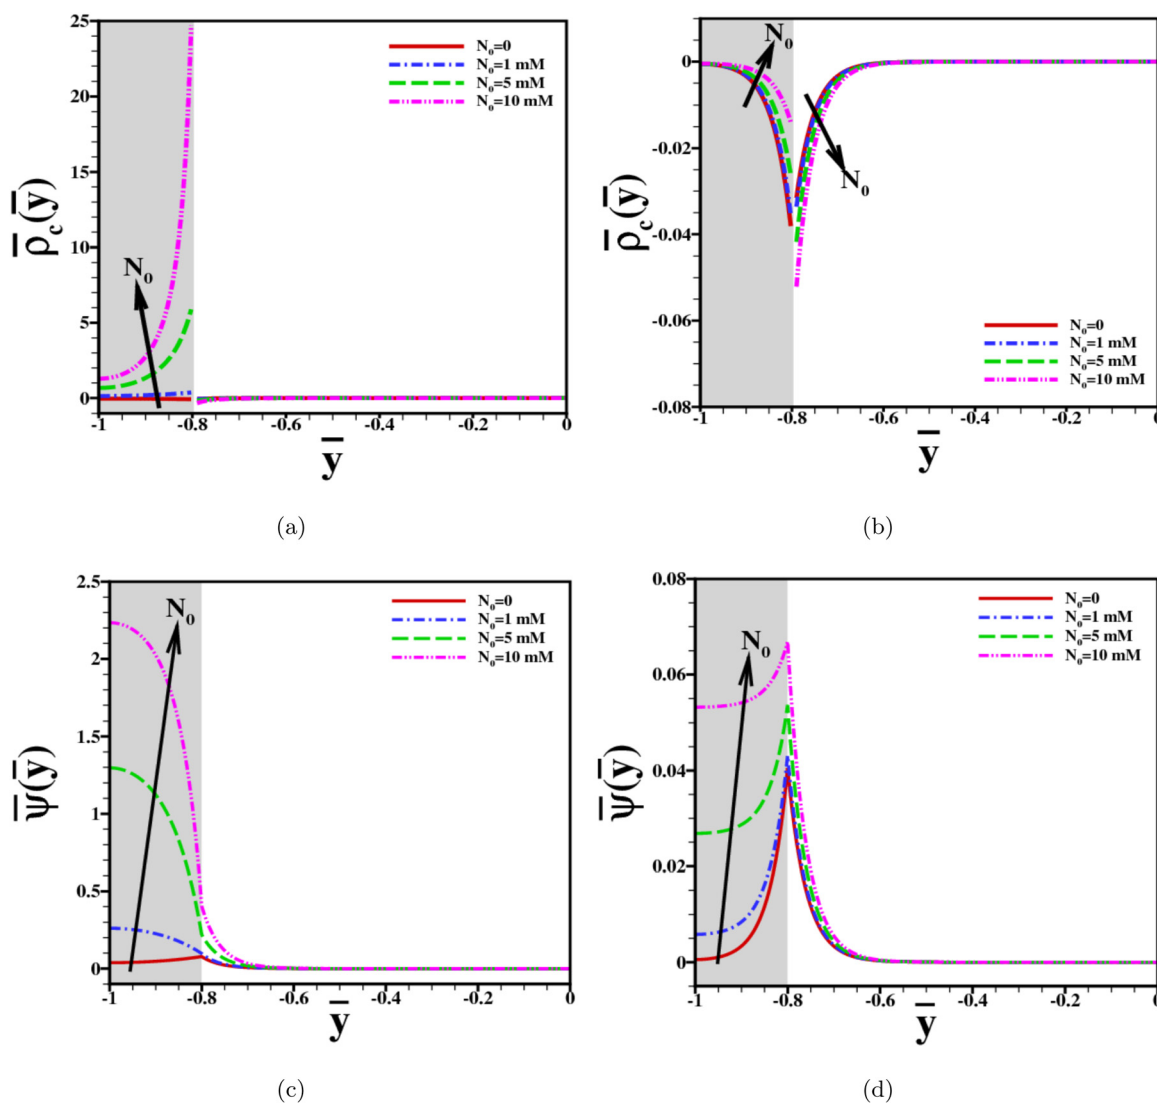 25
20
15
10
5
0
-1 -0.8 -0.6 -0.4 -0.2 0
ρ̅c(y̅)
y̅
N₀
N₀=0
N₀=1 mM
N₀=5 mM
N₀=10 mM
(a)
0
-0.02
-0.04
-0.06
-0.08
-1 -0.8 -0.6 -0.4 -0.2 0
ρ̅c(y̅)
y̅
N₀
N₀
N₀=0
N₀=1 mM
N₀=5 mM
N₀=10 mM
(b)
2.5
2
1.5
1
0.5
0
-1 -0.8 -0.6 -0.4 -0.2 0
ψ̅(y̅)
y̅
N₀
N₀=0
N₀=1 mM
N₀=5 mM
N₀=10 mM
(c)
0.08
0.06
0.04
0.02
0
-1 -0.8 -0.6 -0.4 -0.2 0
ψ̅(y̅)
y̅
N₀
N₀=0
N₀=1 mM
N₀=5 mM
N₀=10 mM
(d)